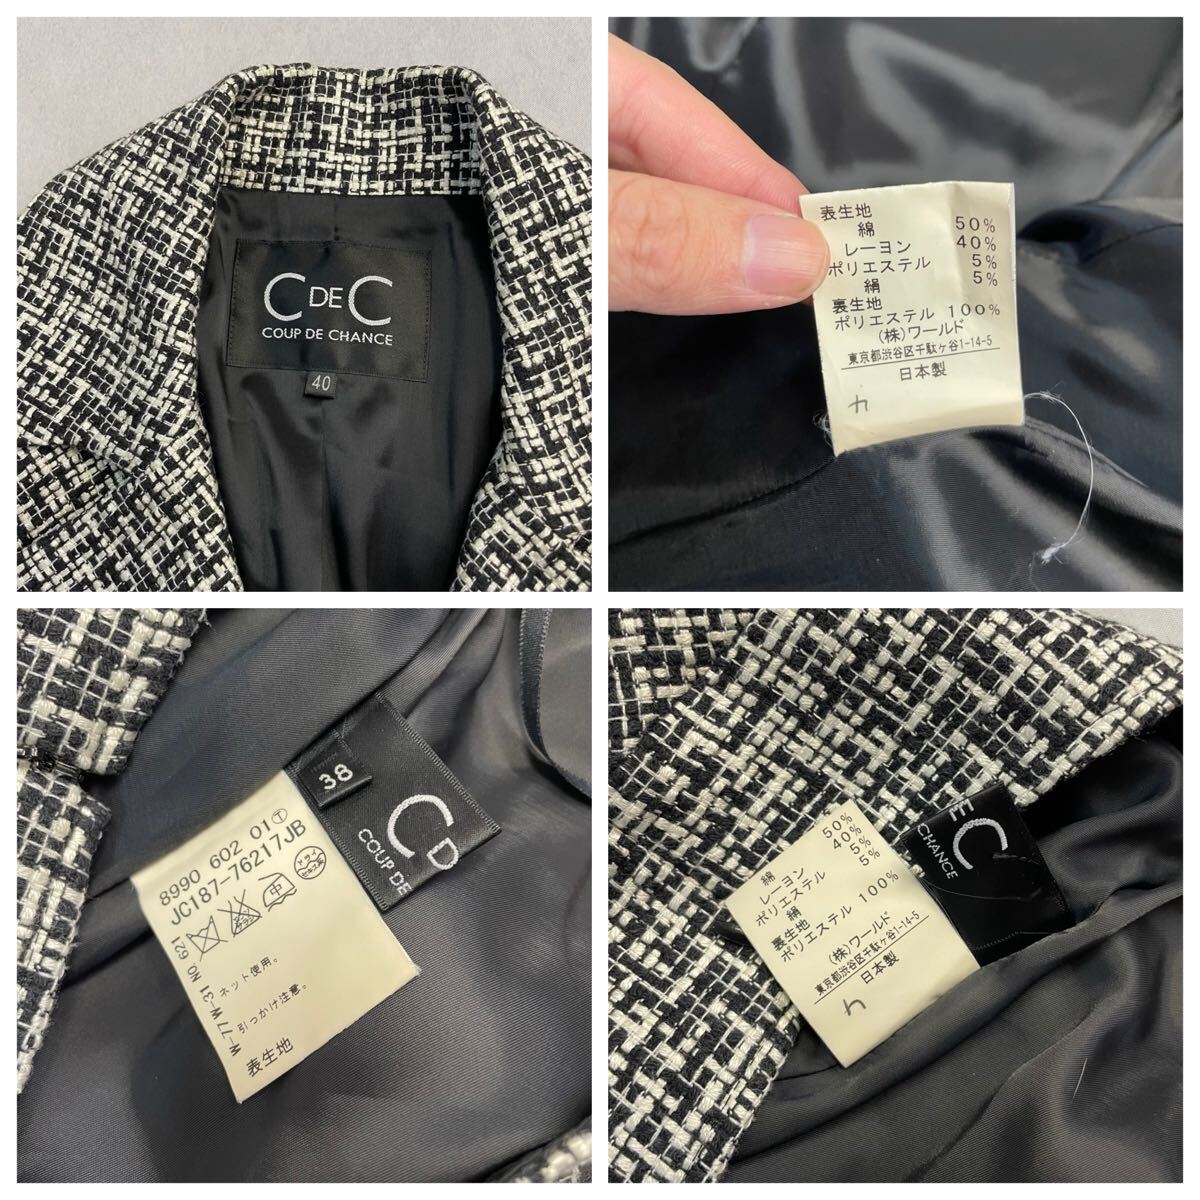 C DE C
COUP DE CHANCE
40
表生地
綿 50%
レーヨン 40%
ポリエステル 5%
絹 5%
裏生地
ポリエステル 100%
(株)ワールド
東京都渋谷区千駄ケ谷1-14-5
日本製
38
C D
COUP DE
8990 602 01
JC187-76217JB
W-77 W-31 NO 621
ネット使用。
引っかけ注意。
表生地
E C
CHANCE
綿 50%
レーヨン 40%
ポリエステル 5%
絹 5%
裏生地
ポリエステル 100%
(株)ワールド
東京都渋谷区千駄ケ谷1-14-5
日本製